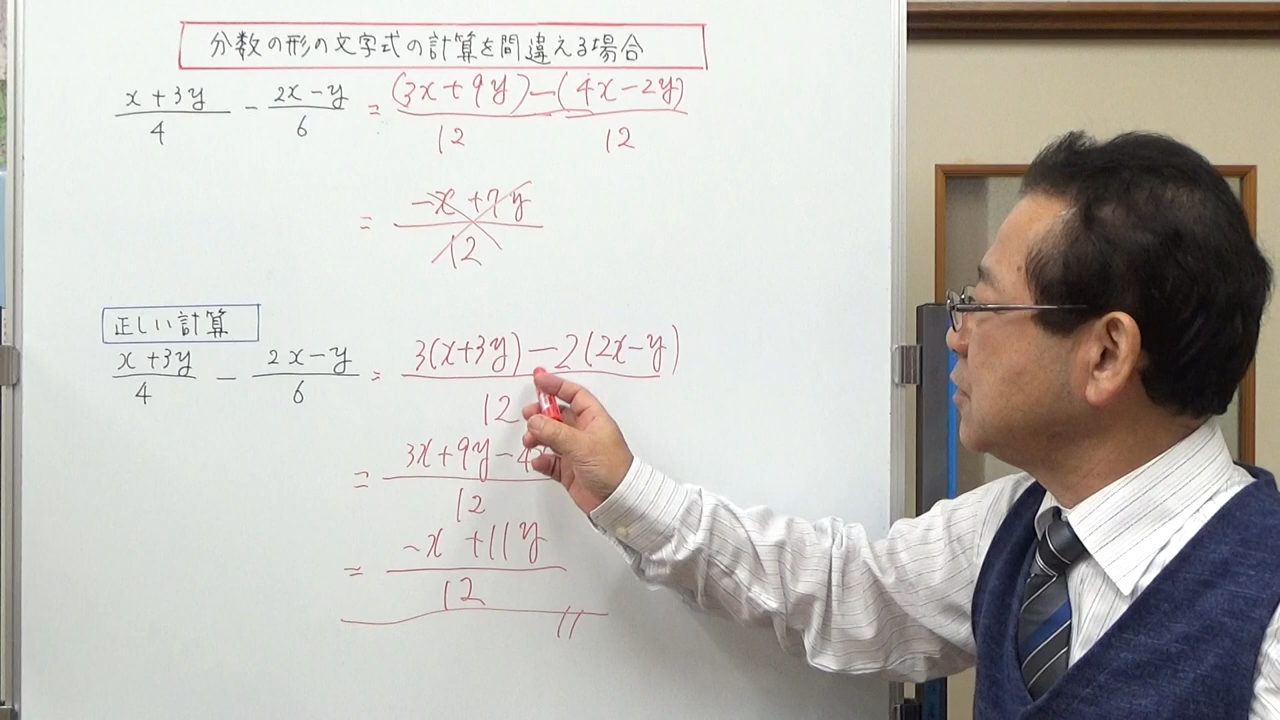 分数の形の文字式の計算を間違える場合
(x+3y)/4 - (2x-y)/6 = (3x+9y)/12 - (4x-2y)/12
= (-x+7y)/12
正しい計算
(x+3y)/4 - (2x-y)/6 = (3(x+3y)-2(2x-y))/12
= (3x+9y-4x)/12
= (-x+11y)/12